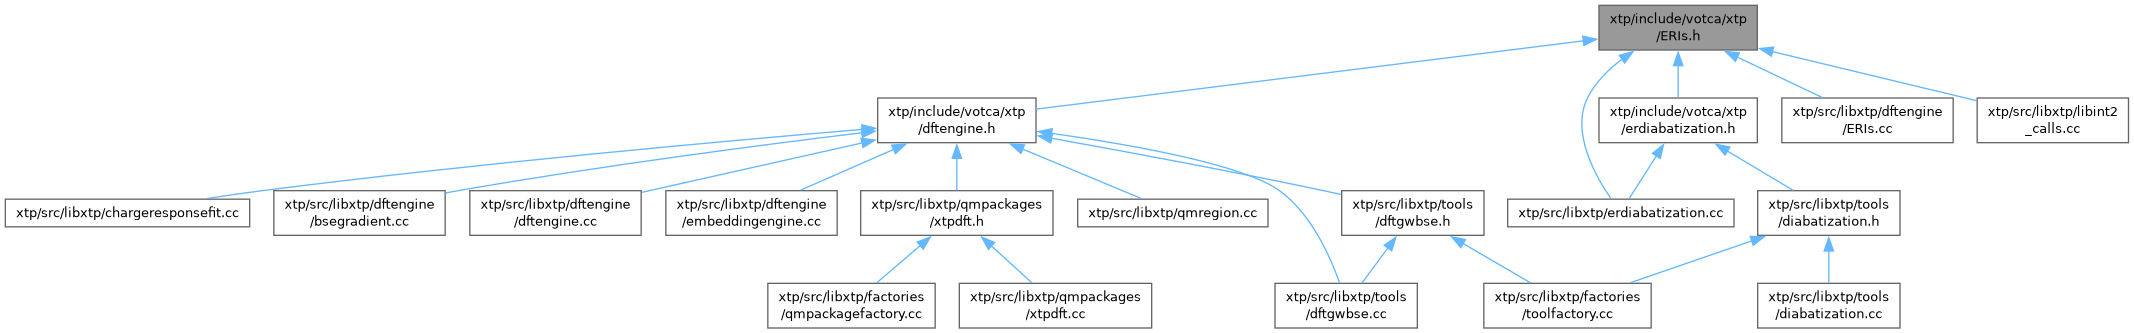 xtp/include/votca/xtp
/ERIs.h
xtp/include/votca/xtp
/dftengine.h
xtp/include/votca/xtp
/erdiabatization.h
xtp/src/libxtp/dftengine
/ERIs.cc
xtp/src/libxtp/libint2
_calls.cc
xtp/src/libxtp/chargeresponsefit.cc
xtp/src/libxtp/dftengine
/bsegradient.cc
xtp/src/libxtp/dftengine
/dftengine.cc
xtp/src/libxtp/dftengine
/embeddingengine.cc
xtp/src/libxtp/qmpackages
/xtpdft.h
xtp/src/libxtp/qmregion.cc
xtp/src/libxtp/tools
/dftgwbse.h
xtp/src/libxtp/erdiabatization.cc
xtp/src/libxtp/tools
/diabatization.h
xtp/src/libxtp/factories
/qmpackagefactory.cc
xtp/src/libxtp/qmpackages
/xtpdft.cc
xtp/src/libxtp/tools
/dftgwbse.cc
xtp/src/libxtp/factories
/toolfactory.cc
xtp/src/libxtp/tools
/diabatization.cc